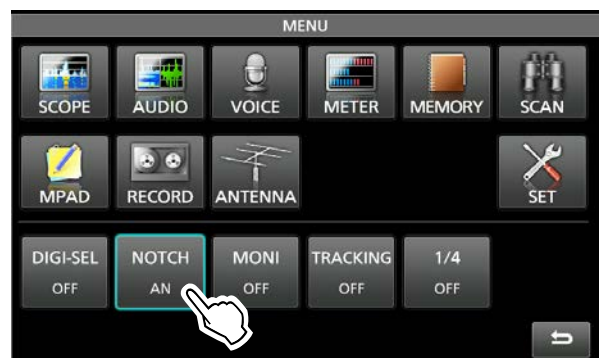 MENU
SCOPE AUDIO VOICE METER MEMORY SCAN
MPAD RECORD ANTENNA SET
DIGI-SEL NOTCH MONI TRACKING 1/4
OFF AN OFF OFF OFF